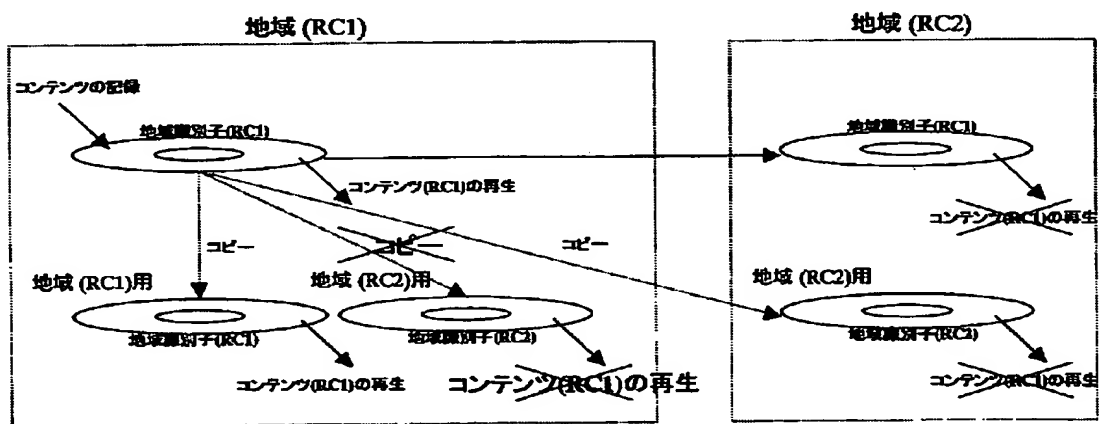 地域 (RC1)
地域 (RC2)
コンテンツの記録
地域識別子(RC1)
地域識別子(RC1)
コンテンツ(RC1)の再生
コンテンツ(RC1)の再生
コピー
コピー
コピー
地域 (RC1)用
地域 (RC2)用
地域 (RC2)用
地域識別子(RC1)
地域識別子(RC2)
地域識別子(RC2)
コンテンツ(RC1)の再生
コンテンツ(RC1)の再生
コンテンツ(RC1)の再生